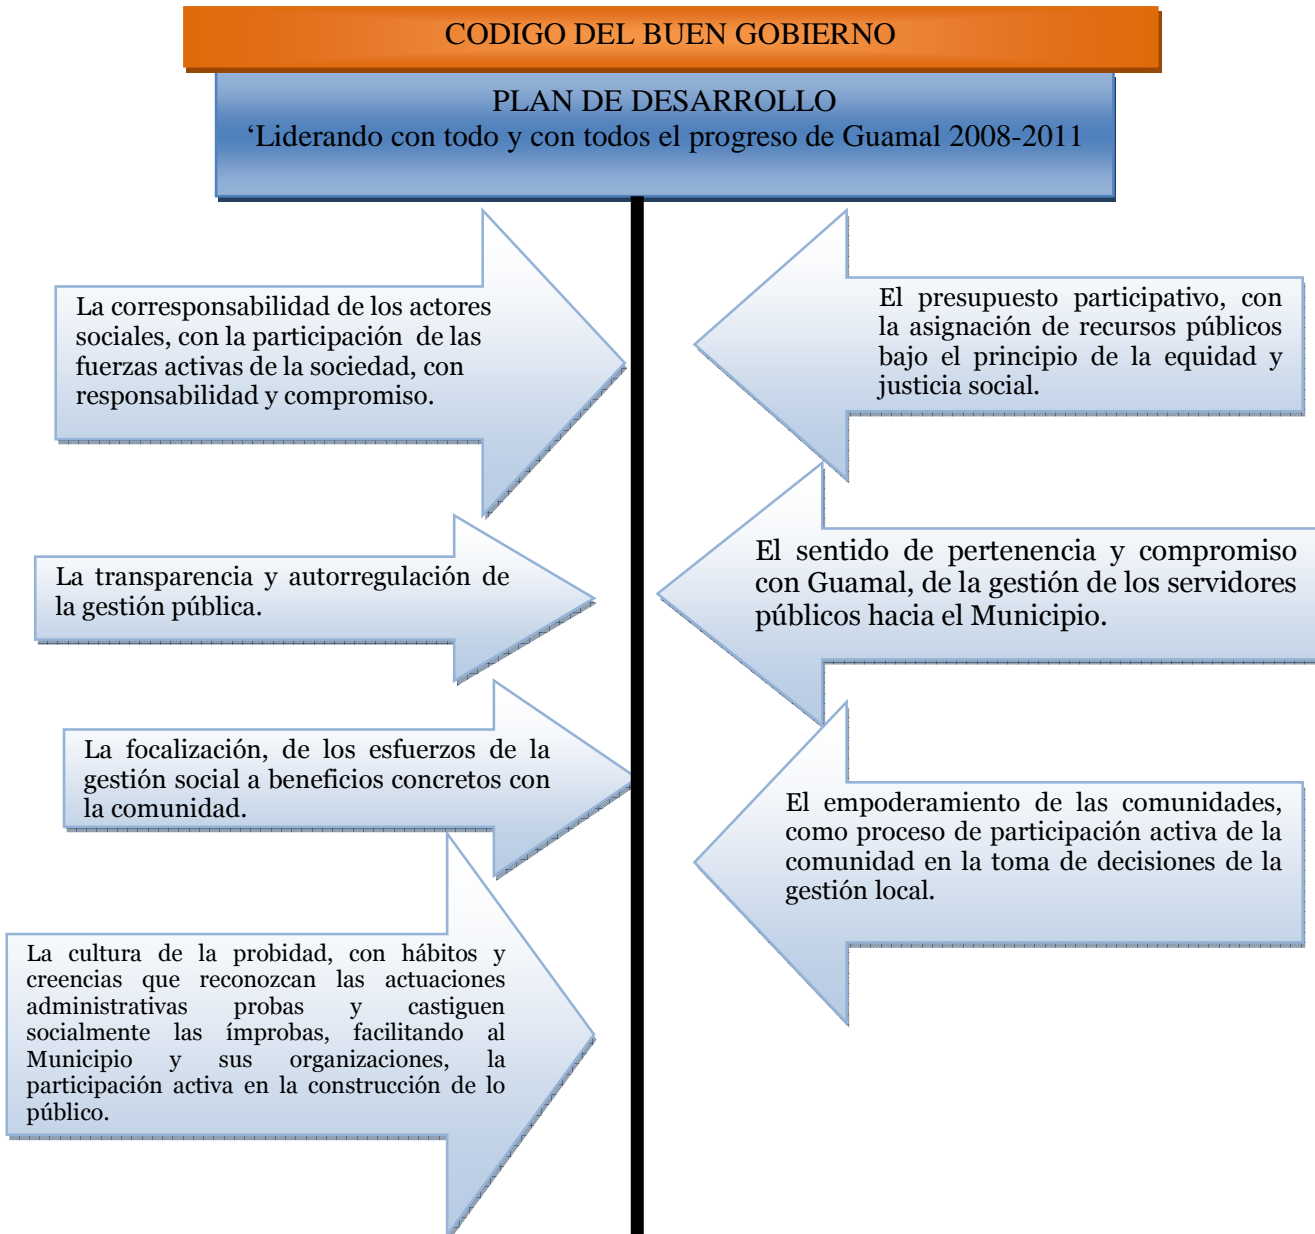 CODIGO DEL BUEN GOBIERNO
PLAN DE DESARROLLO
‘Liderando con todo y con todos el progreso de Guamal 2008-2011
La corresponsabilidad de los actores
sociales, con la participación de las
fuerzas activas de la sociedad, con
responsabilidad y compromiso.
El presupuesto participativo, con
la asignación de recursos públicos
bajo el principio de la equidad y
justicia social.
La transparencia y autorregulación de
la gestión pública.
El sentido de pertenencia y compromiso
con Guamal, de la gestión de los servidores
públicos hacia el Municipio.
La focalización, de los esfuerzos de la
gestión social a beneficios concretos con
la comunidad.
El empoderamiento de las comunidades,
como proceso de participación activa de la
comunidad en la toma de decisiones de la
gestión local.
La cultura de la probidad, con hábitos y
creencias que reconozcan las actuaciones
administrativas probas y castiguen
socialmente las ímprobas, facilitando al
Municipio y sus organizaciones, la
participación activa en la construcción de lo
público.